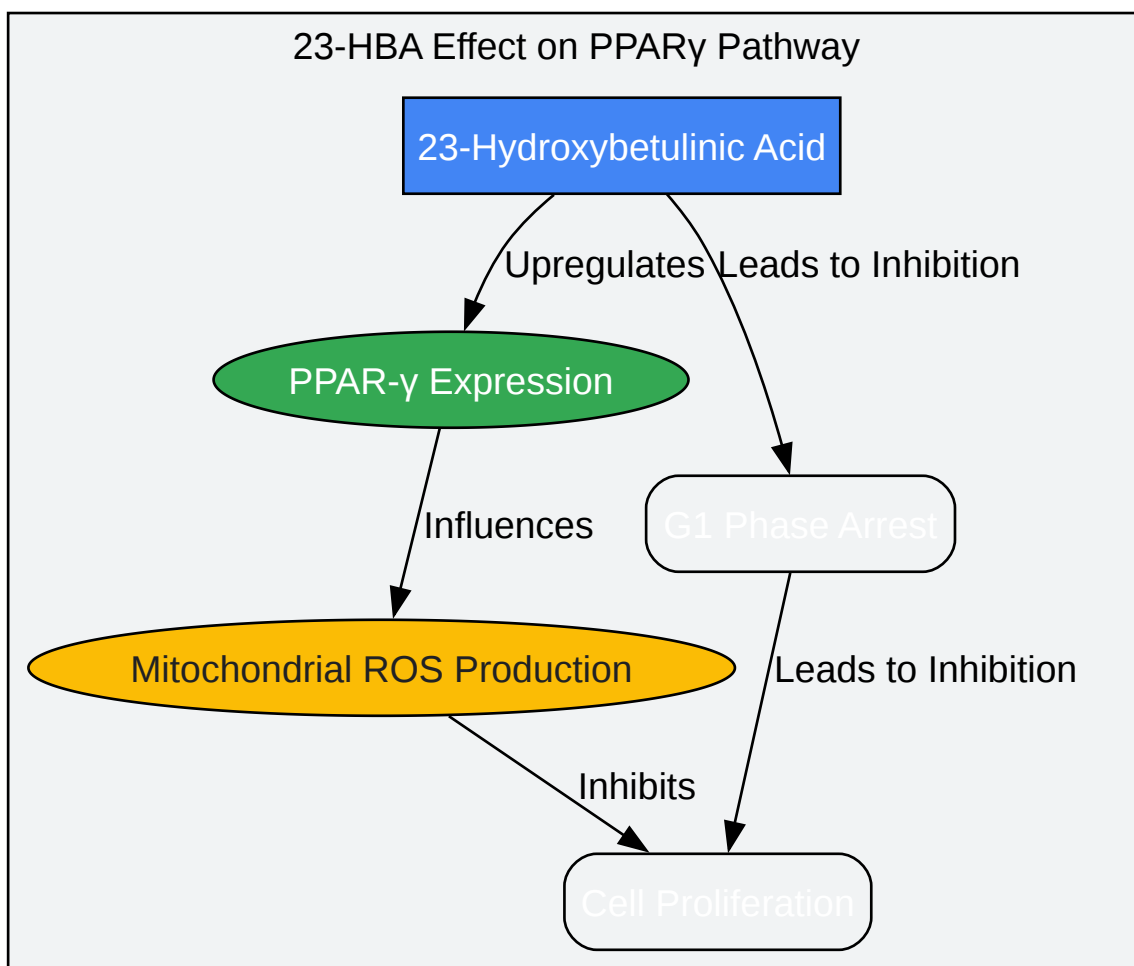 23-HBA Effect on PPARγ Pathway
23-Hydroxybetulinic Acid
Upregulates
Leads to Inhibition
PPAR-γ Expression
G1 Phase Arrest
Influences
Mitochondrial ROS Production
Leads to Inhibition
Inhibits
Cell Proliferation